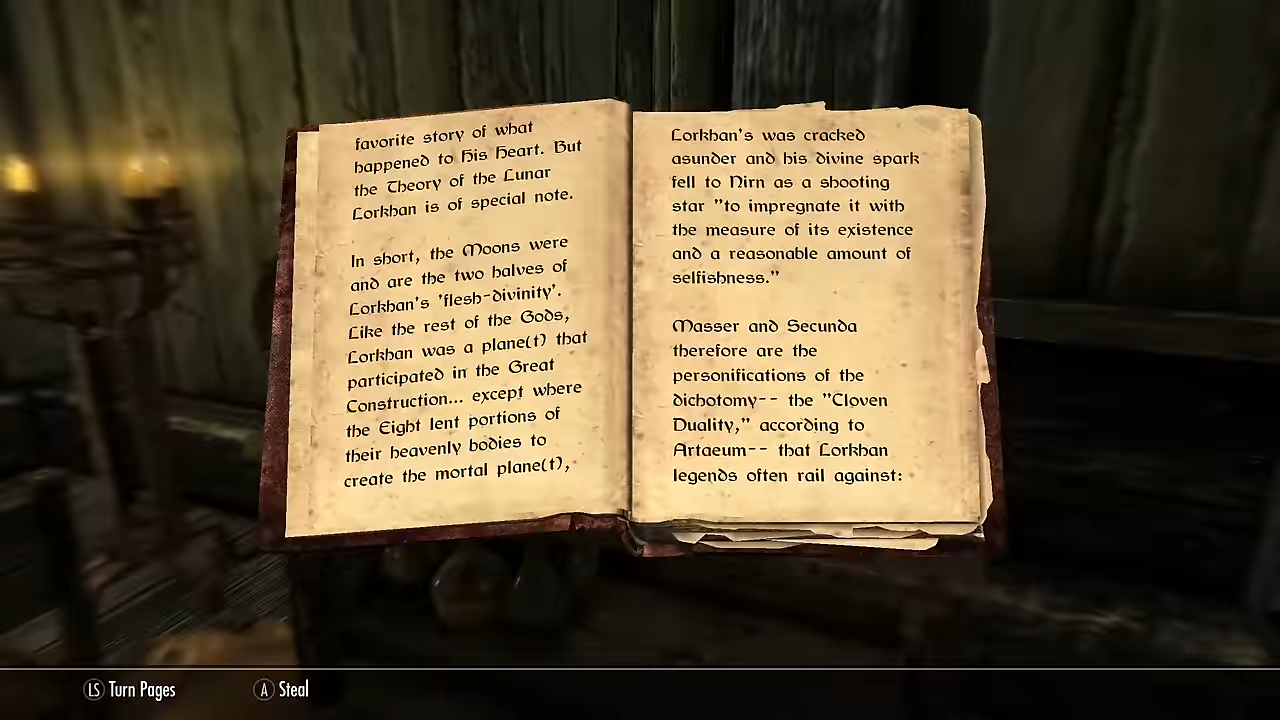 favorite story of what
happened to His Heart. But
the Theory of the Lunar
Lorkhan is of special note.
In short, the Moons were
and are the two halves of
Lorkhan's 'flesh-divinity'.
Like the rest of the Gods,
Lorkhan was a plane(t) that
participated in the Great
Construction... except where
the Eight lent portions of
their heavenly bodies to
create the mortal plane(t),
Lorkhan's was cracked
asunder and his divine spark
fell to Nirn as a shooting
star "to impregnate it with
the measure of its existence
and a reasonable amount of
selfishness."
Masser and Secunda
therefore are the
personifications of the
dichotomy-- the "Cloven
Duality," according to
Artaeum-- that Lorkhan
legends often rail against:
LS Turn Pages
A Steal